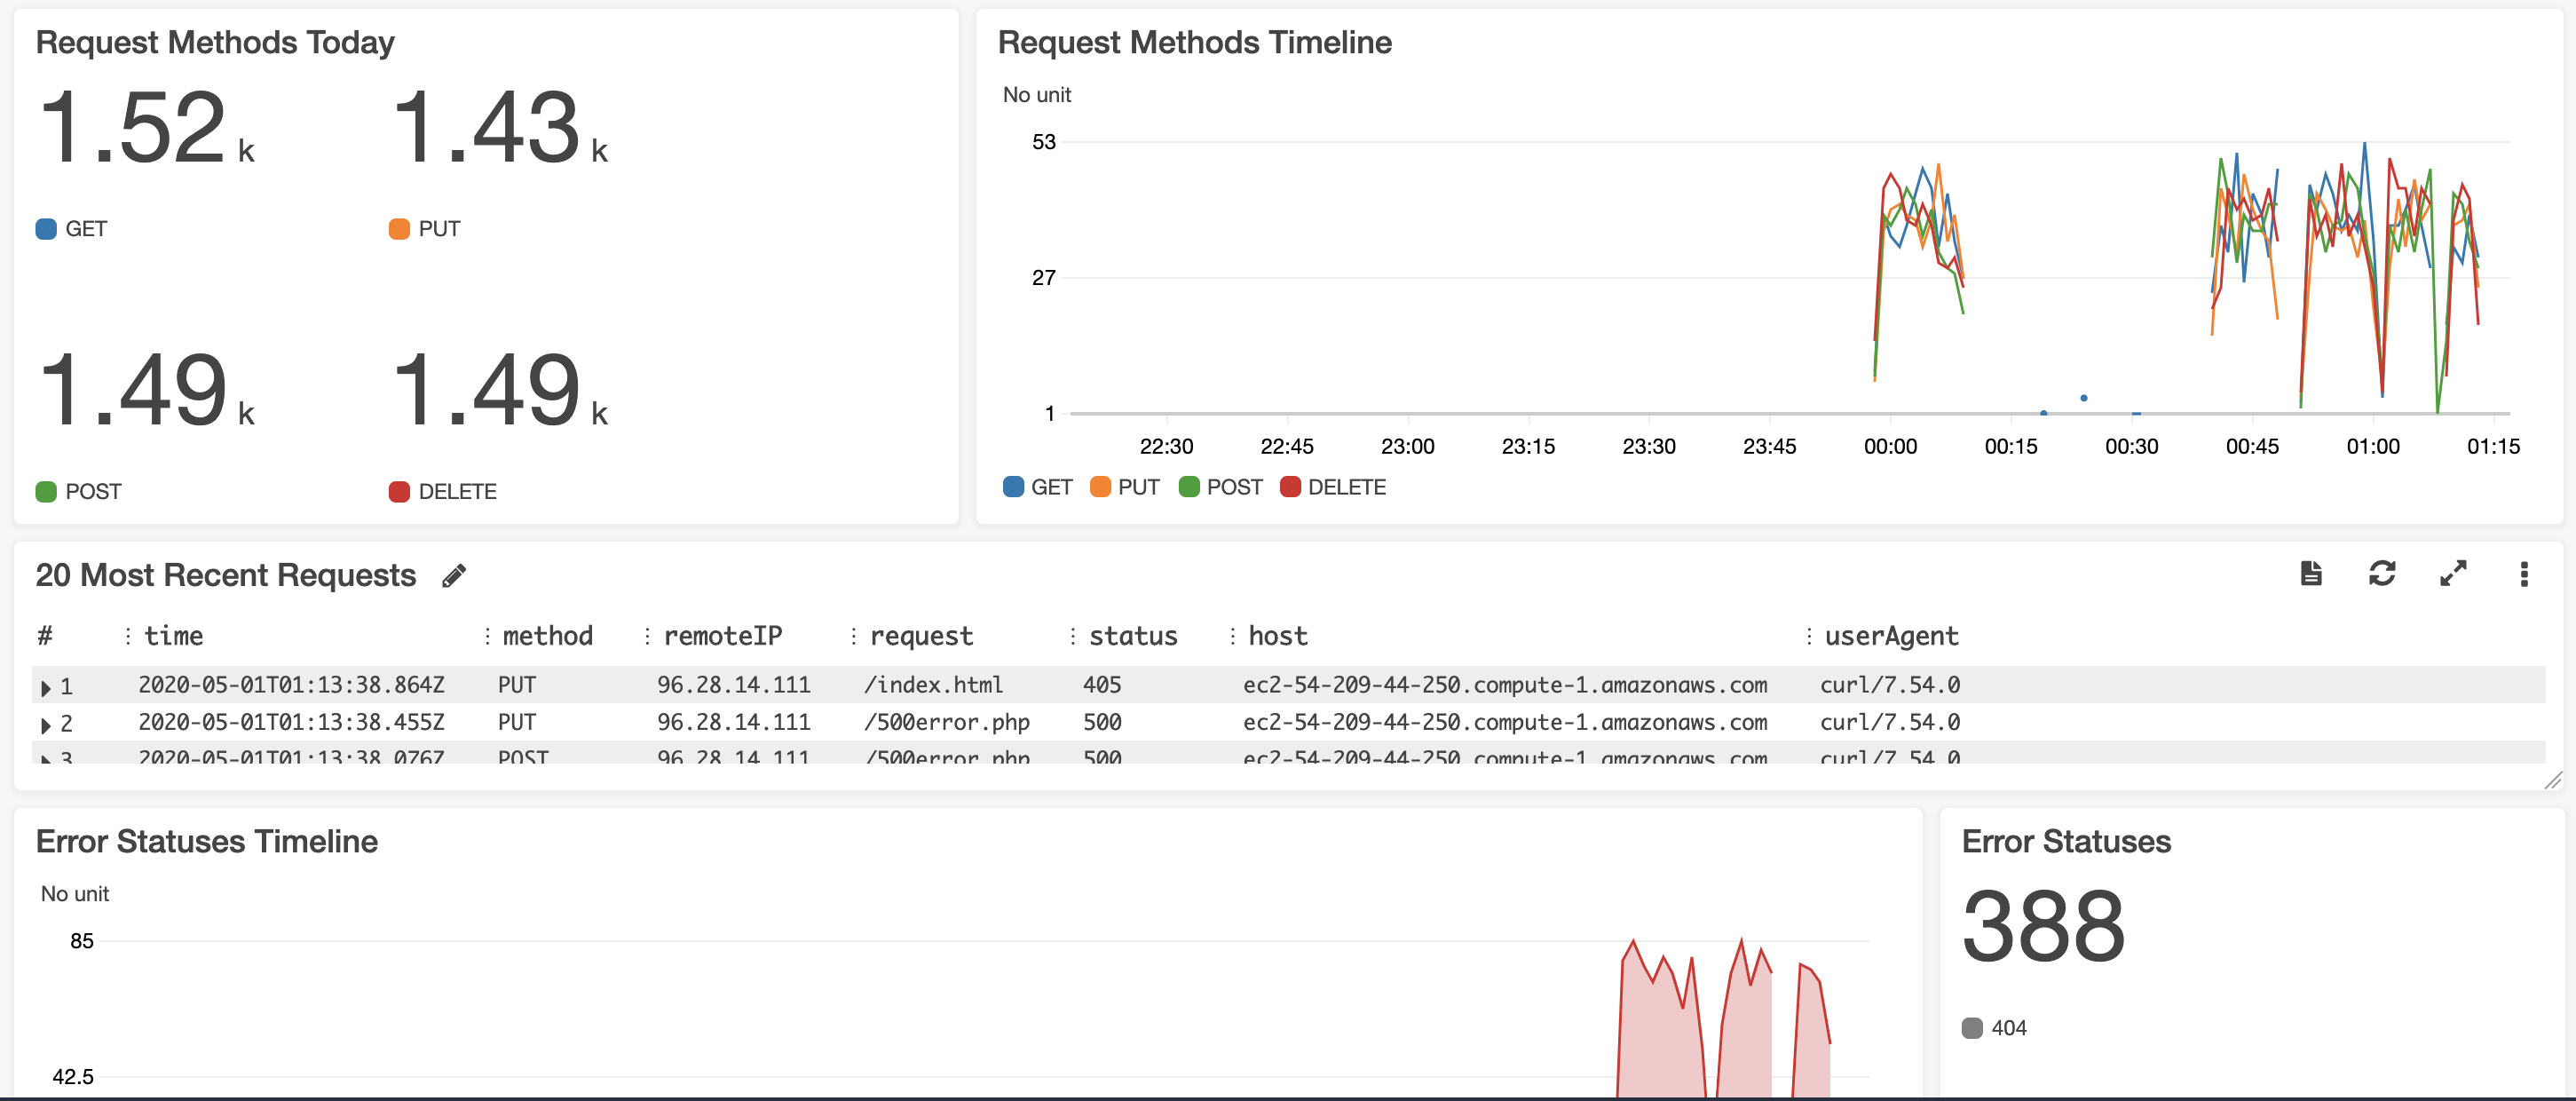 Request Methods Today
1.52 k
1.43 k
GET
PUT
1.49 k
1.49 k
POST
DELETE
Request Methods Timeline
No unit
53
27
1
22:30 22:45 23:00 23:15 23:30 23:45 00:00 00:15 00:30 00:45 01:00 01:15
GET PUT POST DELETE
20 Most Recent Requests
# time method remoteIP request status host userAgent
1 2020-05-01T01:13:38.864Z PUT 96.28.14.111 /index.html 405 ec2-54-209-44-250.compute-1.amazonaws.com curl/7.54.0
2 2020-05-01T01:13:38.455Z PUT 96.28.14.111 /500error.php 500 ec2-54-209-44-250.compute-1.amazonaws.com curl/7.54.0
3 2020-05-01T01:13:38.076Z POST 96.28.14.111 /500error.php 500 ec2-54-209-44-250.compute-1.amazonaws.com curl/7.54.0
Error Statuses Timeline
No unit
85
42.5
Error Statuses
388
404